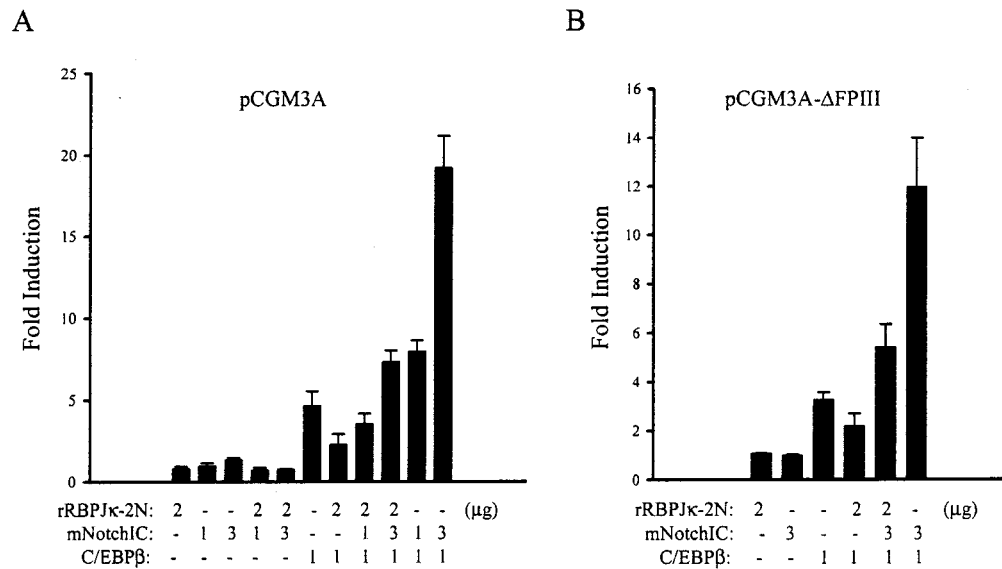 A
pCGM3A
Fold Induction
25
20
15
10
5
0
rRBPJκ-2N: 2 - - 2 2 - 2 2 2 - - (μg)
mNotchIC: - 1 3 1 3 - - 1 3 1 3
C/EBPβ: - - - - - 1 1 1 1 1 1
B
pCGM3A-ΔFPIII
Fold Induction
16
14
12
10
8
6
4
2
0
rRBPJκ-2N: 2 - - 2 2 - (μg)
mNotchIC: - 3 - - 3 3
C/EBPβ: - - 1 1 1 1